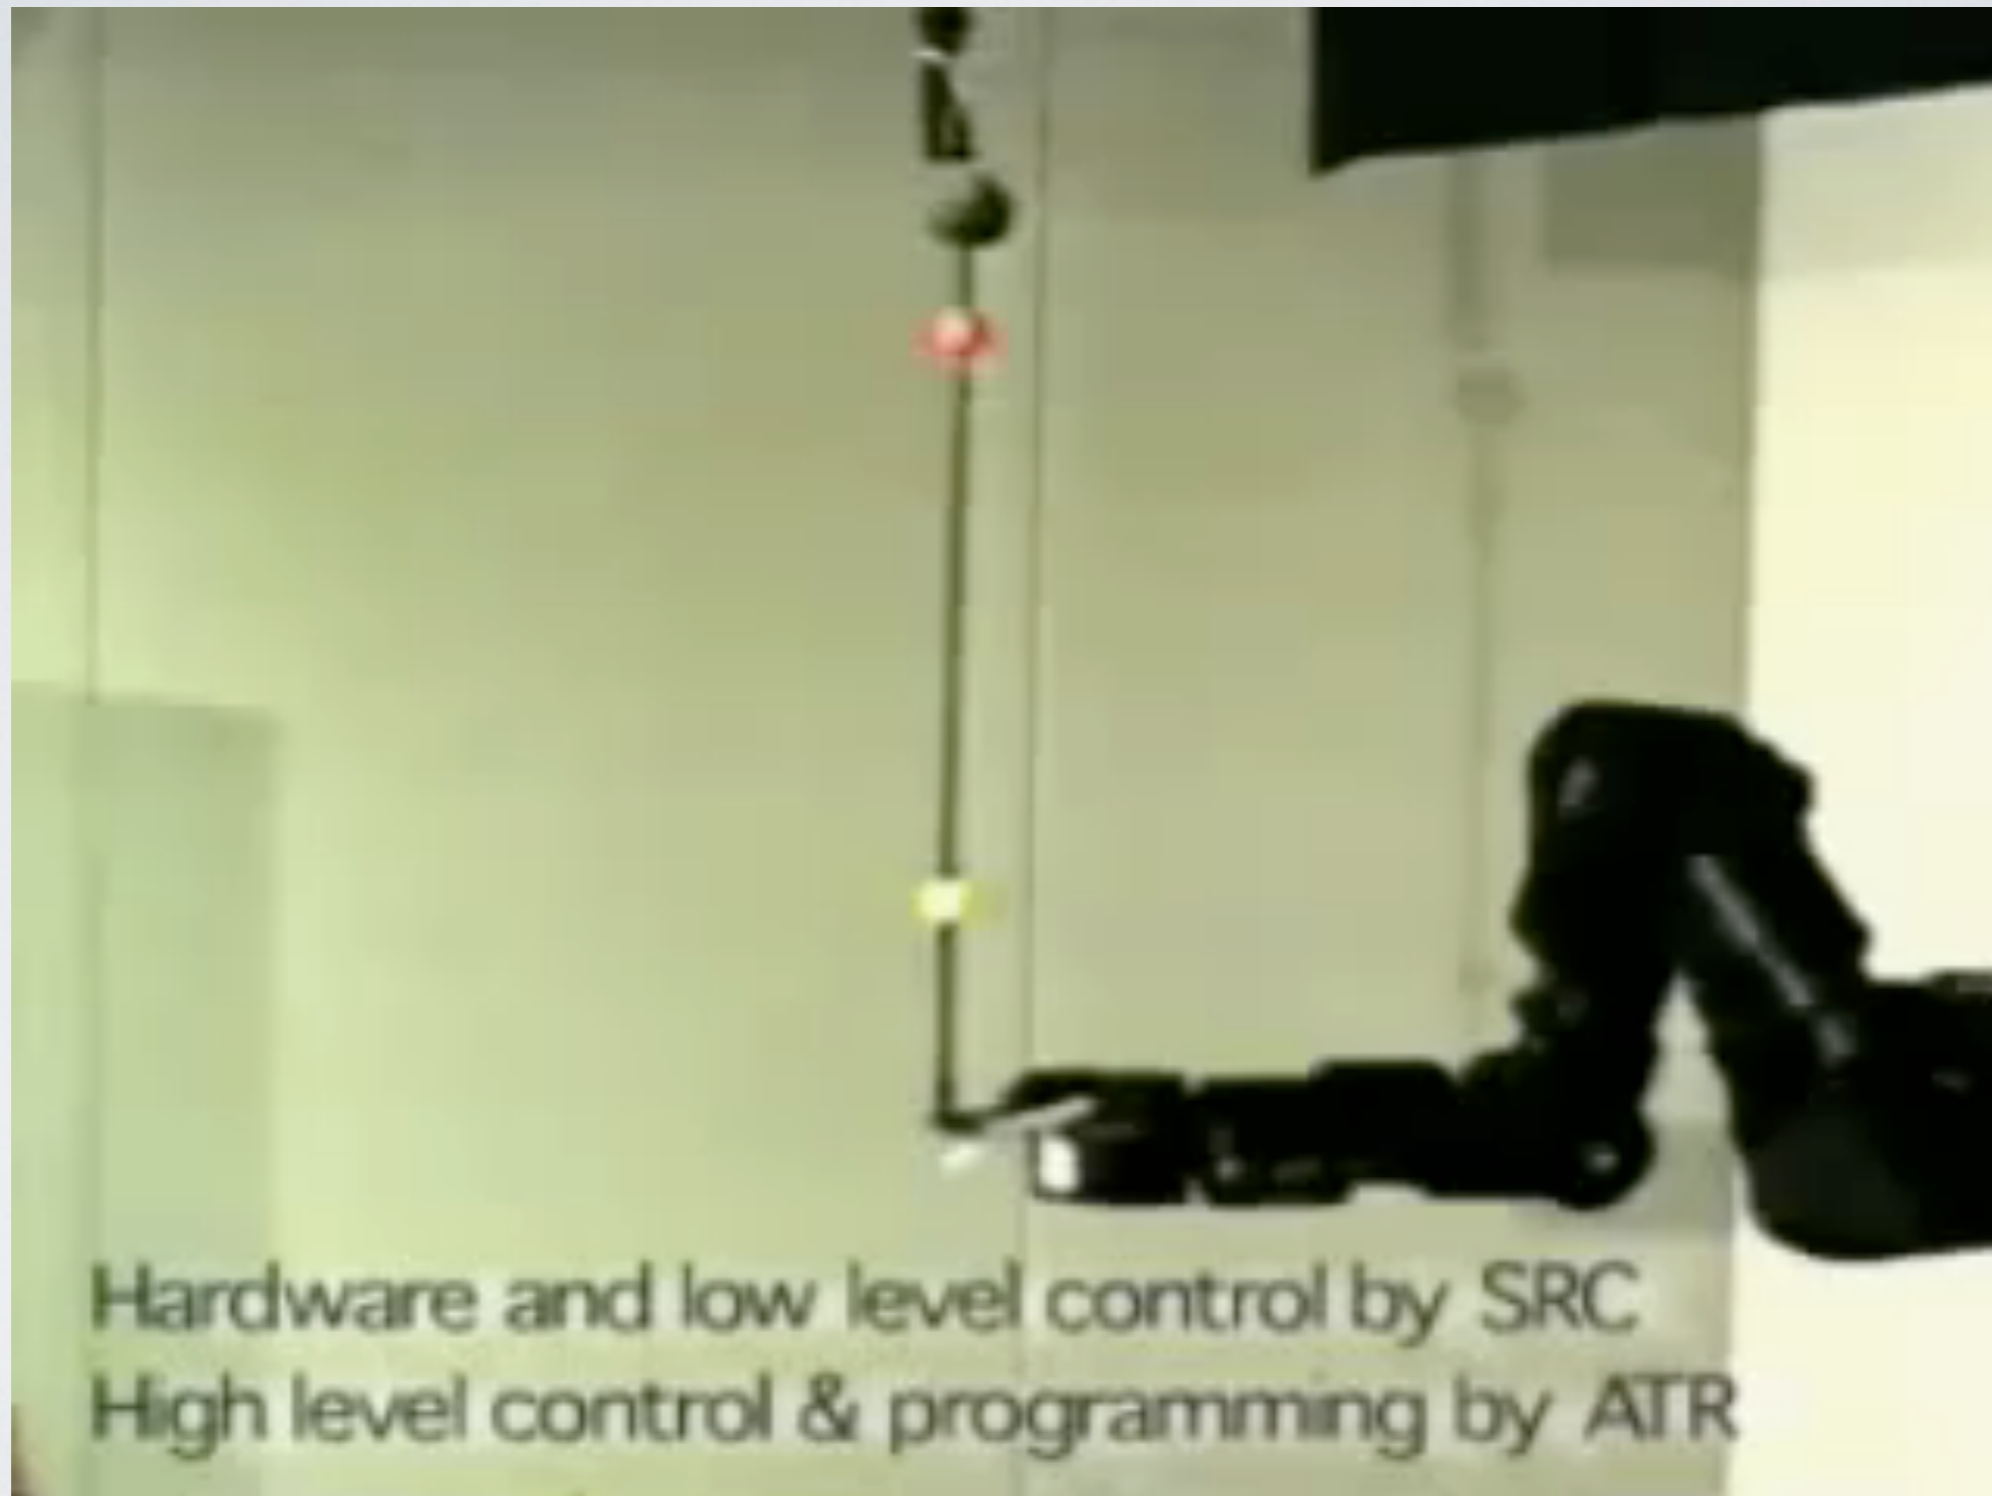 Hardware and low level control by SRC
High level control & programming by ATR